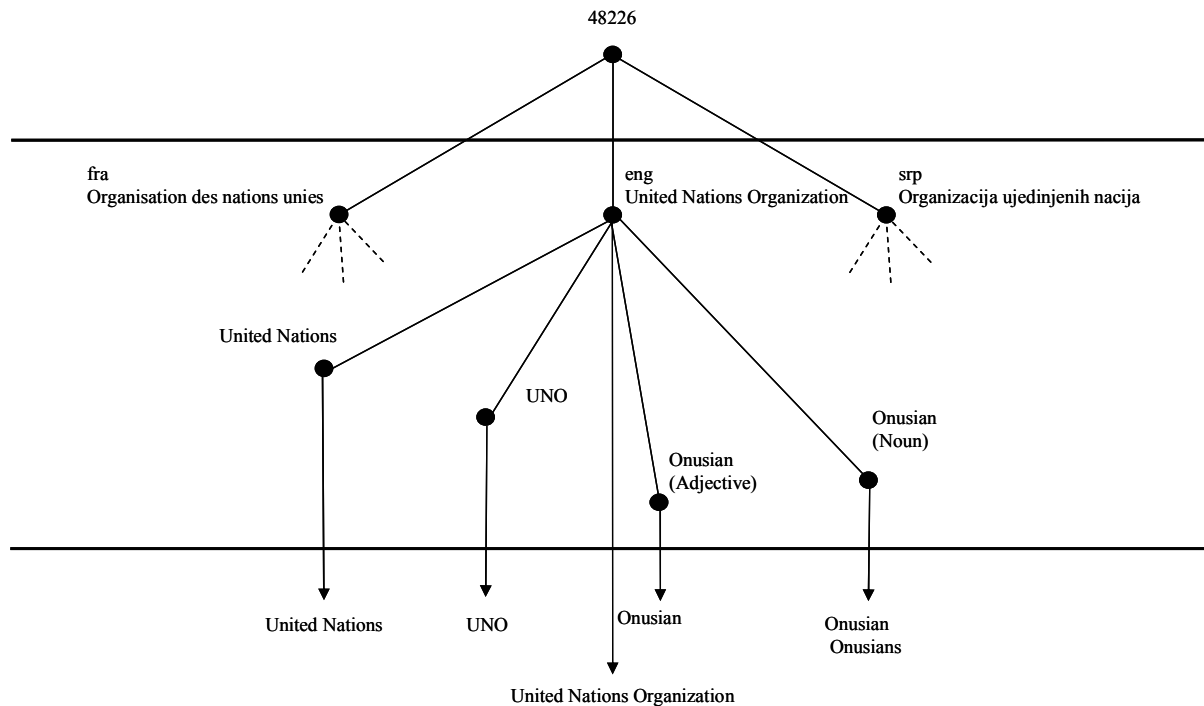 48226
fra
Organisation des nations unies
eng
United Nations Organization
srp
Organizacija ujedinjenih nacija
United Nations
UNO
Onusian
(Noun)
Onusian
(Adjective)
United Nations
UNO
Onusian
Onusian
Onusians
United Nations Organization